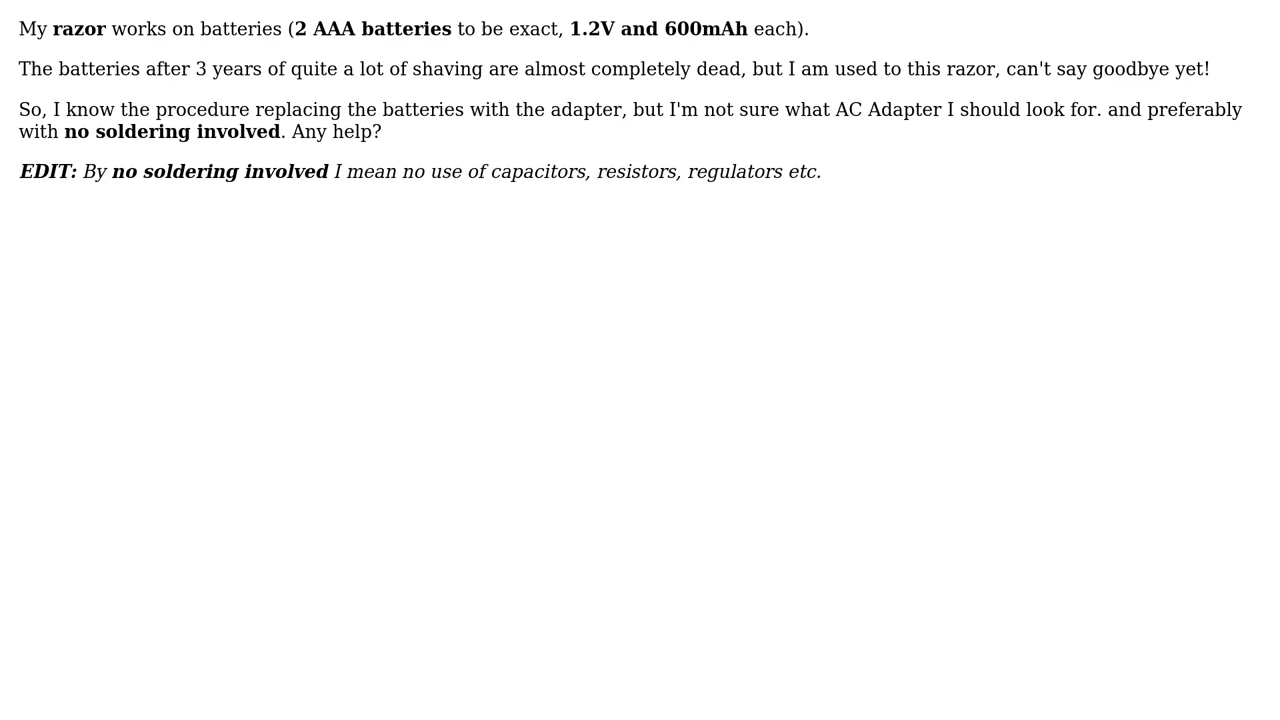 My razor works on batteries (2 AAA batteries to be exact, 1.2V and 600mAh each).
The batteries after 3 years of quite a lot of shaving are almost completely dead, but I am used to this razor, can't say goodbye yet!
So, I know the procedure replacing the batteries with the adapter, but I'm not sure what AC Adapter I should look for. and preferably
with no soldering involved. Any help?
EDIT: By no soldering involved I mean no use of capacitors, resistors, regulators etc.